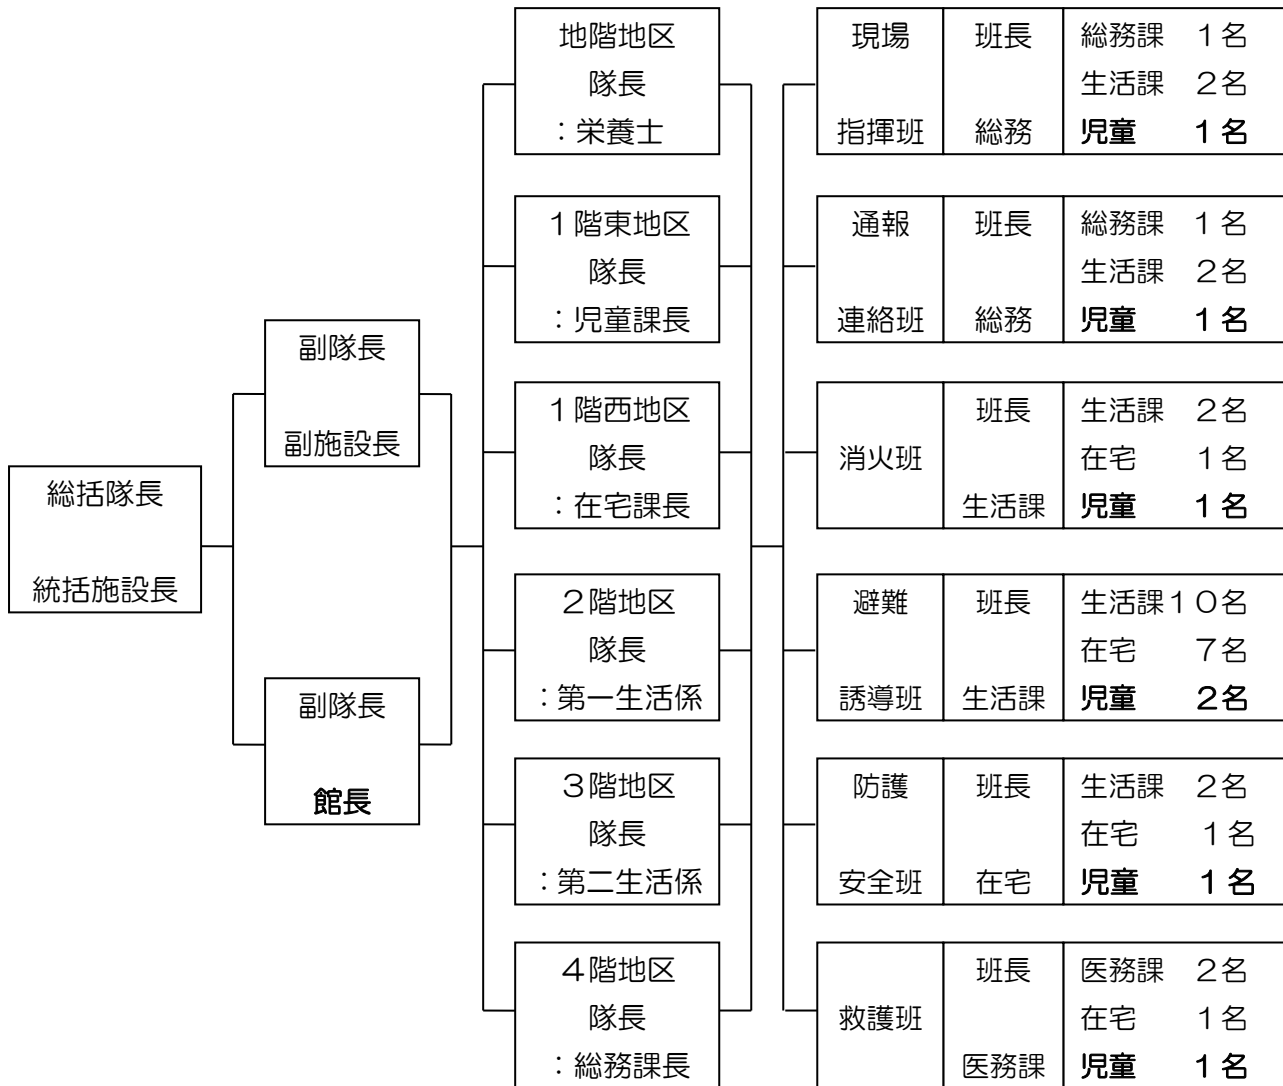 総括隊長
統括施設長
副隊長
副施設長
副隊長
館長
地階地区
隊長
：栄養士
１階東地区
隊長
：児童課長
１階西地区
隊長
：在宅課長
２階地区
隊長
：第一生活係
３階地区
隊長
：第二生活係
４階地区
隊長
：総務課長
現場 班長 総務課 １名
生活課 ２名
指揮班 総務 児童 １名
通報 班長 総務課 １名
生活課 ２名
連絡班 総務 児童 １名
班長 生活課 ２名
消火班 在宅 １名
生活課 児童 １名
避難 班長 生活課１０名
在宅 ７名
誘導班 生活課 児童 ２名
防護 班長 生活課 ２名
在宅 １名
安全班 在宅 児童 １名
班長 医務課 ２名
救護班 在宅 １名
医務課 児童 １名